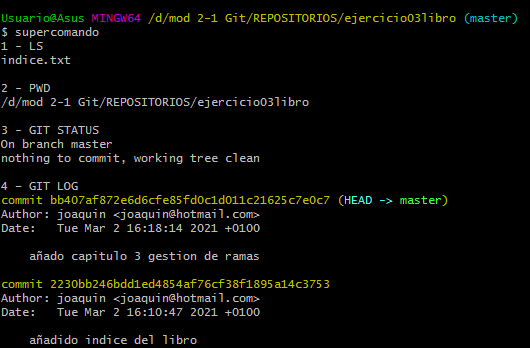 Usuario@Asus MINGW64 /d/mod 2-1 Git/REPOSITORIOS/ejercicio03libro (master)
$ supercomando
1 - LS
indice.txt
2 - PWD
/d/mod 2-1 Git/REPOSITORIOS/ejercicio03libro
3 - GIT STATUS
On branch master
nothing to commit, working tree clean
4 - GIT LOG
commit bb407af872e6d6cfe85fd0c1d011c21625c7e0c7 (HEAD -> master)
Author: joaquin <joaquin@hotmail.com>
Date:   Tue Mar 2 16:18:14 2021 +0100
añado capitulo 3 gestion de ramas
commit 2230bb246bdd1ed4854af76cf38f1895a14c3753
Author: joaquin <joaquin@hotmail.com>
Date:   Tue Mar 2 16:10:47 2021 +0100
añadido indice del libro